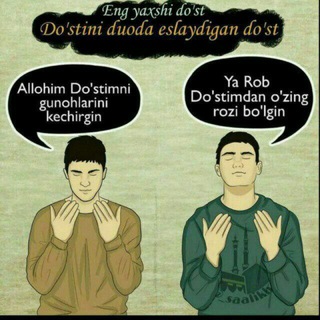 Eng yaxshi do'st
Do'stini duoda eslaydigan do'st
Allohim Do'stimni
gunohlarini
kechirgin
Ya Rob
Do'stimdan o'zing
rozi bo'lgin
saalikh